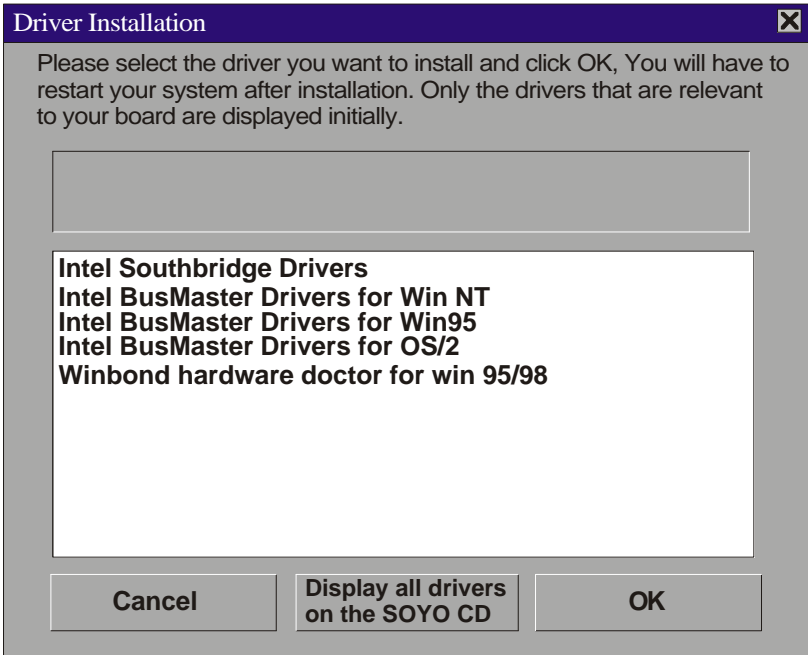 Driver Installation
Please select the driver you want to install and click OK, You will have to
restart your system after installation. Only the drivers that are relevant
to your board are displayed initially.
Intel Southbridge Drivers
Intel BusMaster Drivers for Win NT
Intel BusMaster Drivers for Win95
Intel BusMaster Drivers for OS/2
Winbond hardware doctor for win 95/98
Cancel
Display all drivers
on the SOYO CD
OK